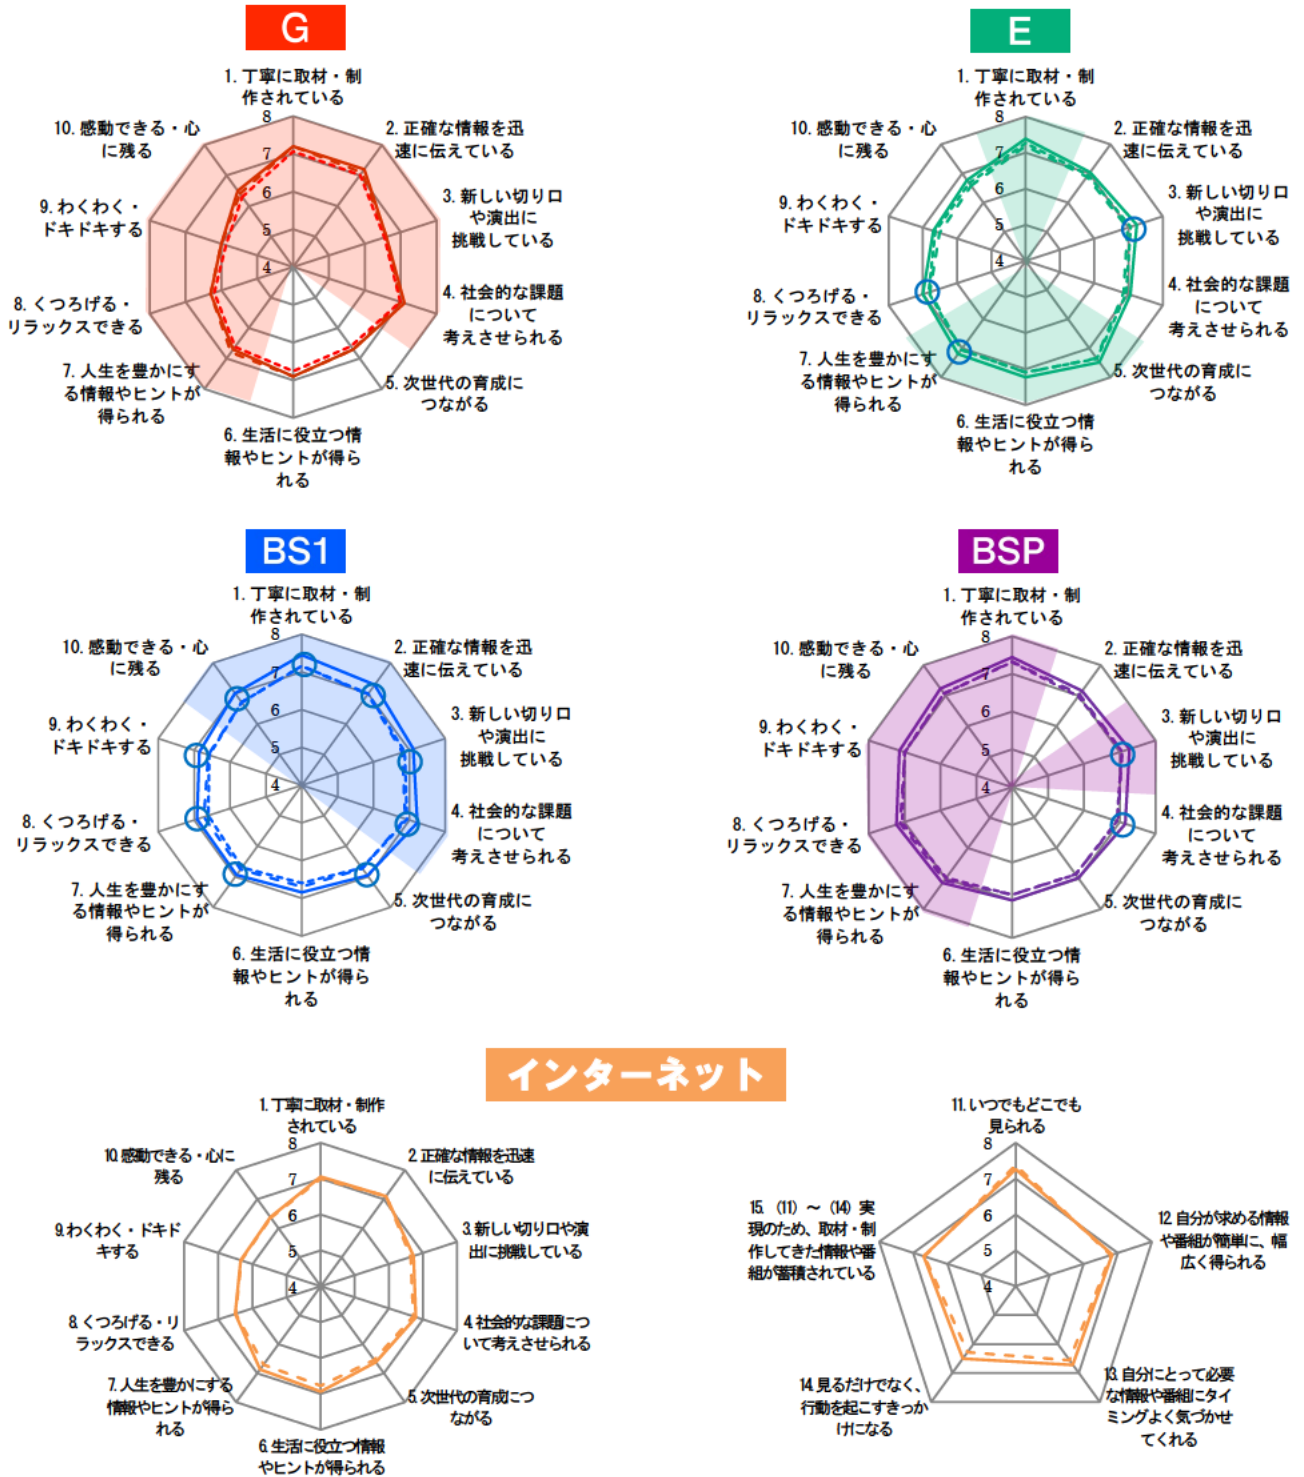 G
1. 丁寧に取材・制
作されている
2. 正確な情報を迅
速に伝えている
3. 新しい切り口
や演出に
挑戦している
4. 社会的な課題
について
考えさせられる
5. 次世代の育成に
つながる
6. 生活に役立つ情
報やヒントが得ら
れる
7. 人生を豊かにす
る情報やヒントが
得られる
8. くつろげる・
リラックスできる
9. わくわく・
ドキドキする
10. 感動できる・心
に残る
8
7
6
5
4
E
1. 丁寧に取材・制
作されている
2. 正確な情報を迅
速に伝えている
3. 新しい切り口
や演出に
挑戦している
4. 社会的な課題
について
考えさせられる
5. 次世代の育成に
つながる
6. 生活に役立つ情
報やヒントが得ら
れる
7. 人生を豊かにす
る情報やヒントが
得られる
8. くつろげる・
リラックスできる
9. わくわく・
ドキドキする
10. 感動できる・心
に残る
8
7
6
5
4
BS1
1. 丁寧に取材・制
作されている
2. 正確な情報を迅
速に伝えている
3. 新しい切り口
や演出に
挑戦している
4. 社会的な課題
について
考えさせられる
5. 次世代の育成に
つながる
6. 生活に役立つ情
報やヒントが得ら
れる
7. 人生を豊かにす
る情報やヒントが
得られる
8. くつろげる・
リラックスできる
9. わくわく・
ドキドキする
10. 感動できる・心
に残る
8
7
6
5
4
BSP
1. 丁寧に取材・制
作されている
2. 正確な情報を迅
速に伝えている
3. 新しい切り口
や演出に
挑戦している
4. 社会的な課題
について
考えさせられる
5. 次世代の育成に
つながる
6. 生活に役立つ情
報やヒントが得ら
れる
7. 人生を豊かにす
る情報やヒントが
得られる
8. くつろげる・
リラックスできる
9. わくわく・
ドキドキする
10. 感動できる・心
に残る
8
7
6
5
4
インターネット
1. 丁寧に取材・制作
されている
2. 正確な情報を迅速
に伝えている
3. 新しい切り口や演
出に挑戦している
4. 社会的な課題につ
いて考えさせられる
5. 次世代の育成につ
ながる
6. 生活に役立つ情報
やヒントが得られる
7. 人生を豊かにする
情報やヒントが得ら
れる
8. くつろげる・リ
ラックスできる
9. わくわく・ドキド
キする
10. 感動できる・心に
残る
8
7
6
5
4
11. いつでもどこでも
見られる
12. 自分が求める情報
や番組が簡単に、幅
広く得られる
13. 自分にとって必要
な情報や番組にタイ
ミングよく気づかせ
てくれる
14. 見るだけでなく、
行動を起こすきっか
けになる
15. （11）～（14）実
現のため、取材・制
作してきた情報や番
組が蓄積されている
8
7
6
5
4